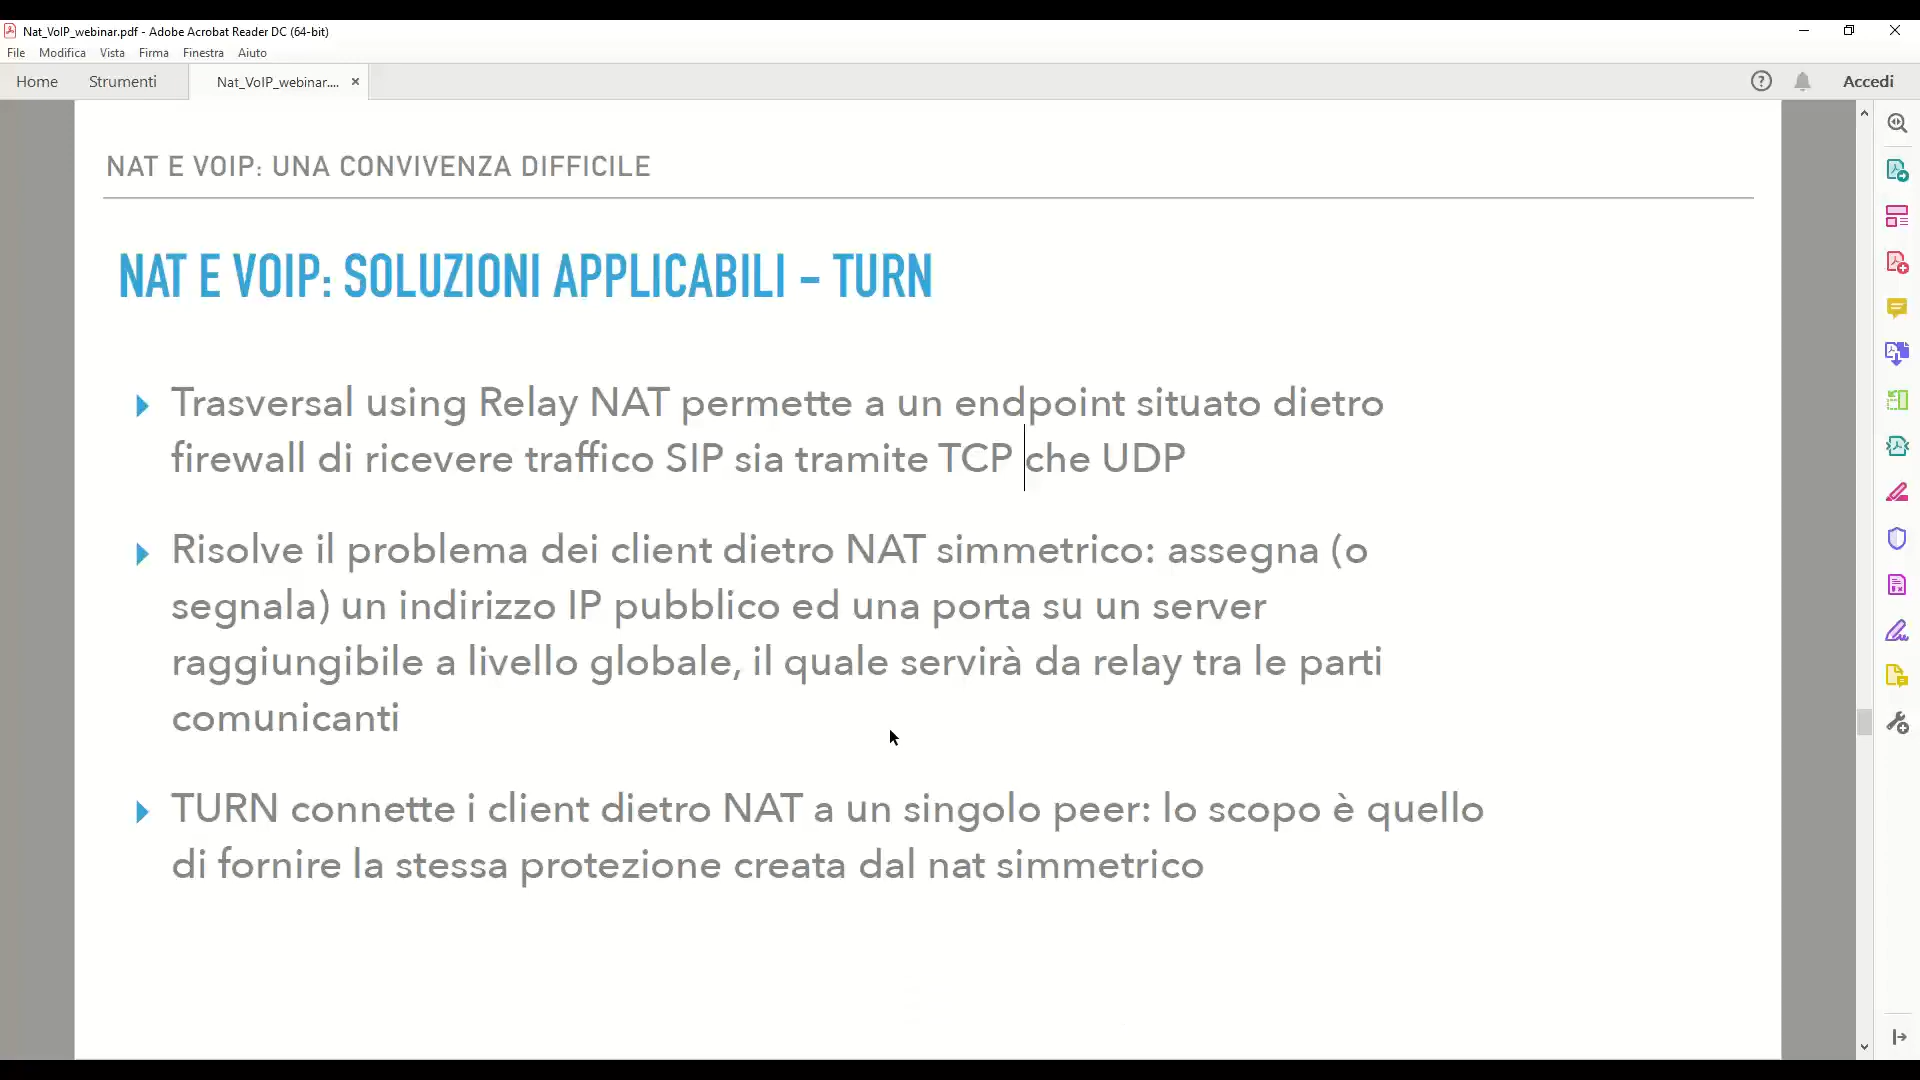 Nat_VoIP_webinar.pdf - Adobe Acrobat Reader DC (64-bit)
File Modifica Vista Firma Finestra Aiuto
Home Strumenti Nat_VoIP_webinar.... × Accedi
NAT E VOIP: UNA CONVIVENZA DIFFICILE
NAT E VOIP: SOLUZIONI APPLICABILI – TURN
Trasversal using Relay NAT permette a un endpoint situato dietro
firewall di ricevere traffico SIP sia tramite TCP che UDP
Risolve il problema dei client dietro NAT simmetrico: assegna (o
segnala) un indirizzo IP pubblico ed una porta su un server
raggiungibile a livello globale, il quale servirà da relay tra le parti
comunicanti
TURN connette i client dietro NAT a un singolo peer: lo scopo è quello
di fornire la stessa protezione creata dal nat simmetrico